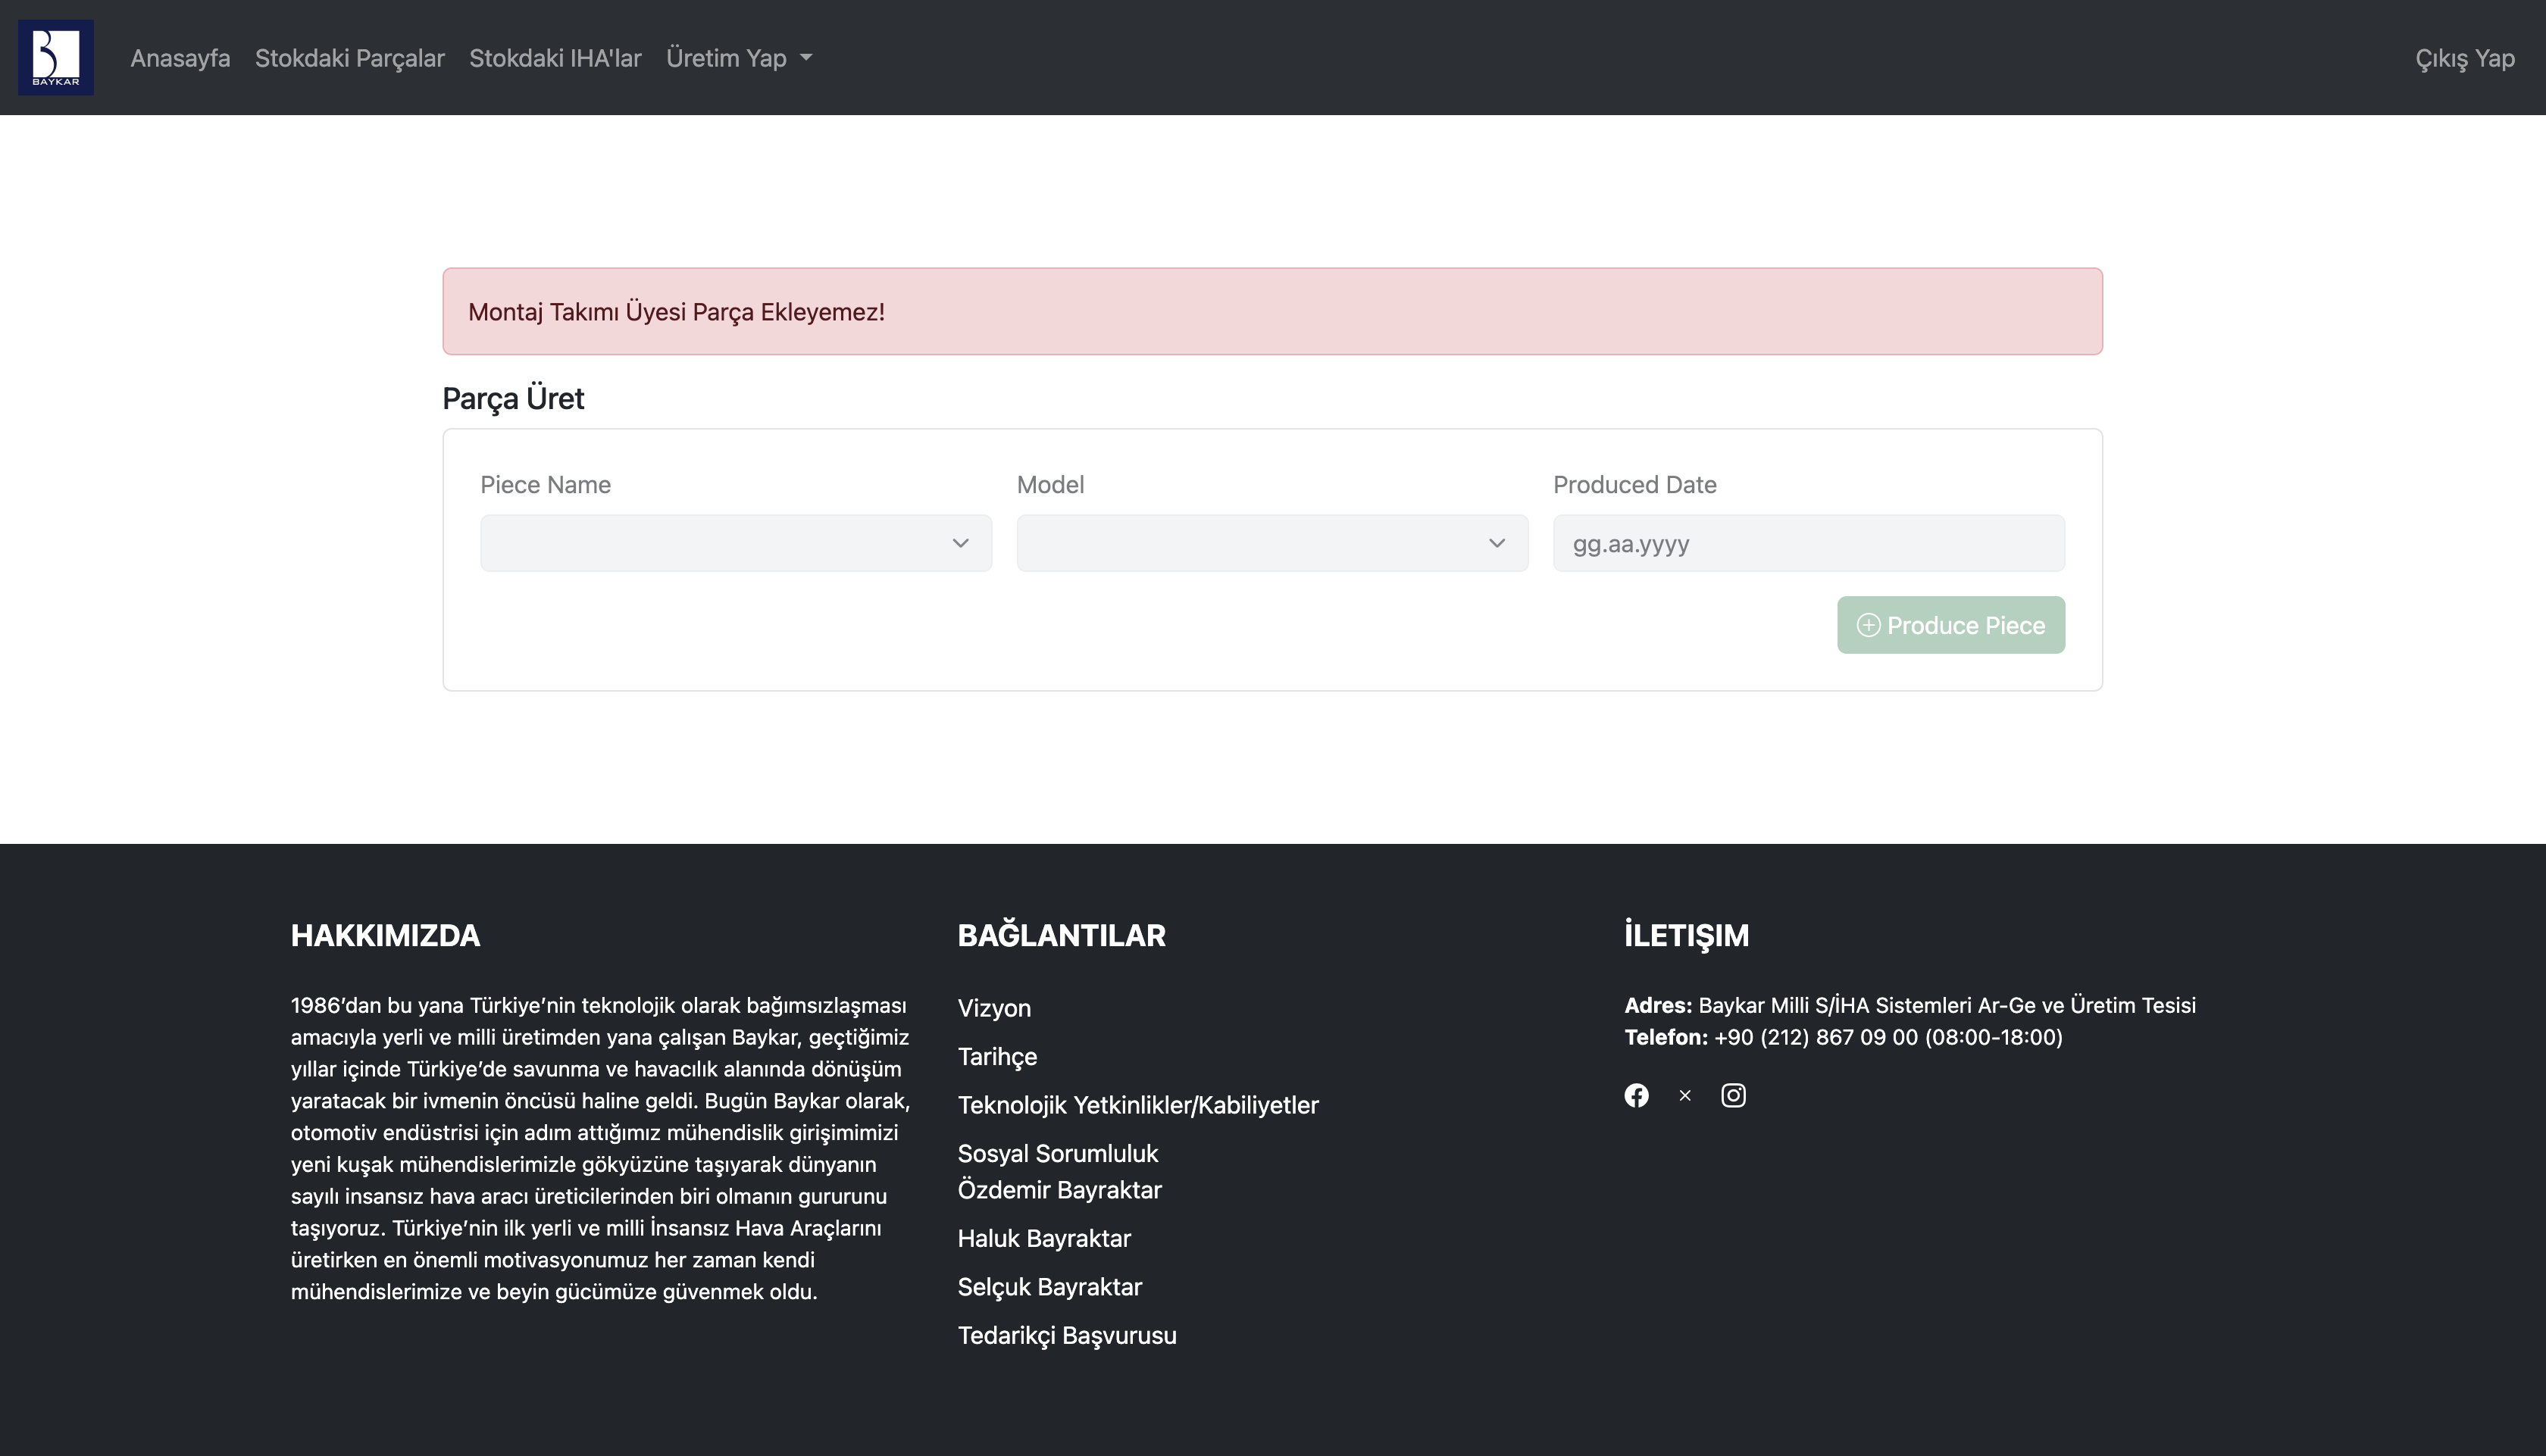 BAYKAR
Anasayfa Stokdaki Parçalar Stokdaki IHA'lar Üretim Yap Çıkış Yap
Montaj Takımı Üyesi Parça Ekleyemez!
Parça Üret
Piece Name Model Produced Date
gg.aa.yyyy
Produce Piece
HAKKIMIZDA
1986’dan bu yana Türkiye’nin teknolojik olarak bağımsızlaşması
amacıyla yerli ve milli üretimden yana çalışan Baykar, geçtiğimiz
yıllar içinde Türkiye’de savunma ve havacılık alanında dönüşüm
yaratacak bir ivmenin öncüsü haline geldi. Bugün Baykar olarak,
otomotiv endüstrisi için adım attığımız mühendislik girişimimizi
yeni kuşak mühendislerimizle gökyüzüne taşıyarak dünyanın
sayılı insansız hava aracı üreticilerinden biri olmanın gururunu
taşıyoruz. Türkiye’nin ilk yerli ve milli İnsansız Hava Araçlarını
üretirken en önemli motivasyonumuz her zaman kendi
mühendislerimize ve beyin gücümüze güvenmek oldu.
BAĞLANTILAR
Vizyon
Tarihçe
Teknolojik Yetkinlikler/Kabiliyetler
Sosyal Sorumluluk
Özdemir Bayraktar
Haluk Bayraktar
Selçuk Bayraktar
Tedarikçi Başvurusu
İLETIŞIM
Adres: Baykar Milli S/İHA Sistemleri Ar-Ge ve Üretim Tesisi
Telefon: +90 (212) 867 09 00 (08:00-18:00)